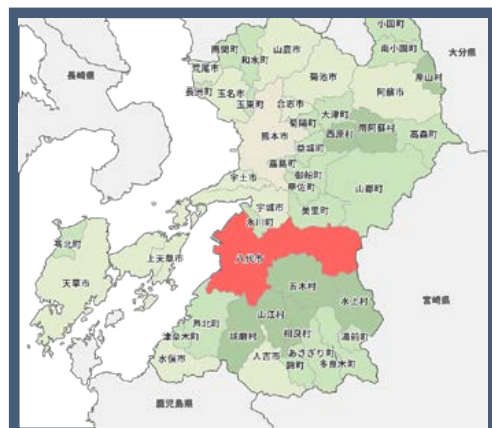 小国町
南小国町
大分県
南関町
山鹿市
和水町
荒尾市
菊池市
産山村
長崎県
阿蘇市
長洲町
玉名市
玉東町
合志市
大津町
菊陽町
熊本市
西原村
南阿蘇村
高森町
益城町
嘉島町
御船町
宇土市
甲佐町
山都町
宇城市
美里町
氷川町
苓北町
上天草市
八代市
天草市
五木村
水上村
宮崎県
山江村
芦北町
球磨村
相良村
湯前町
津奈木町
あさぎり町
水俣市
人吉市
錦町
多良木町
鹿児島県